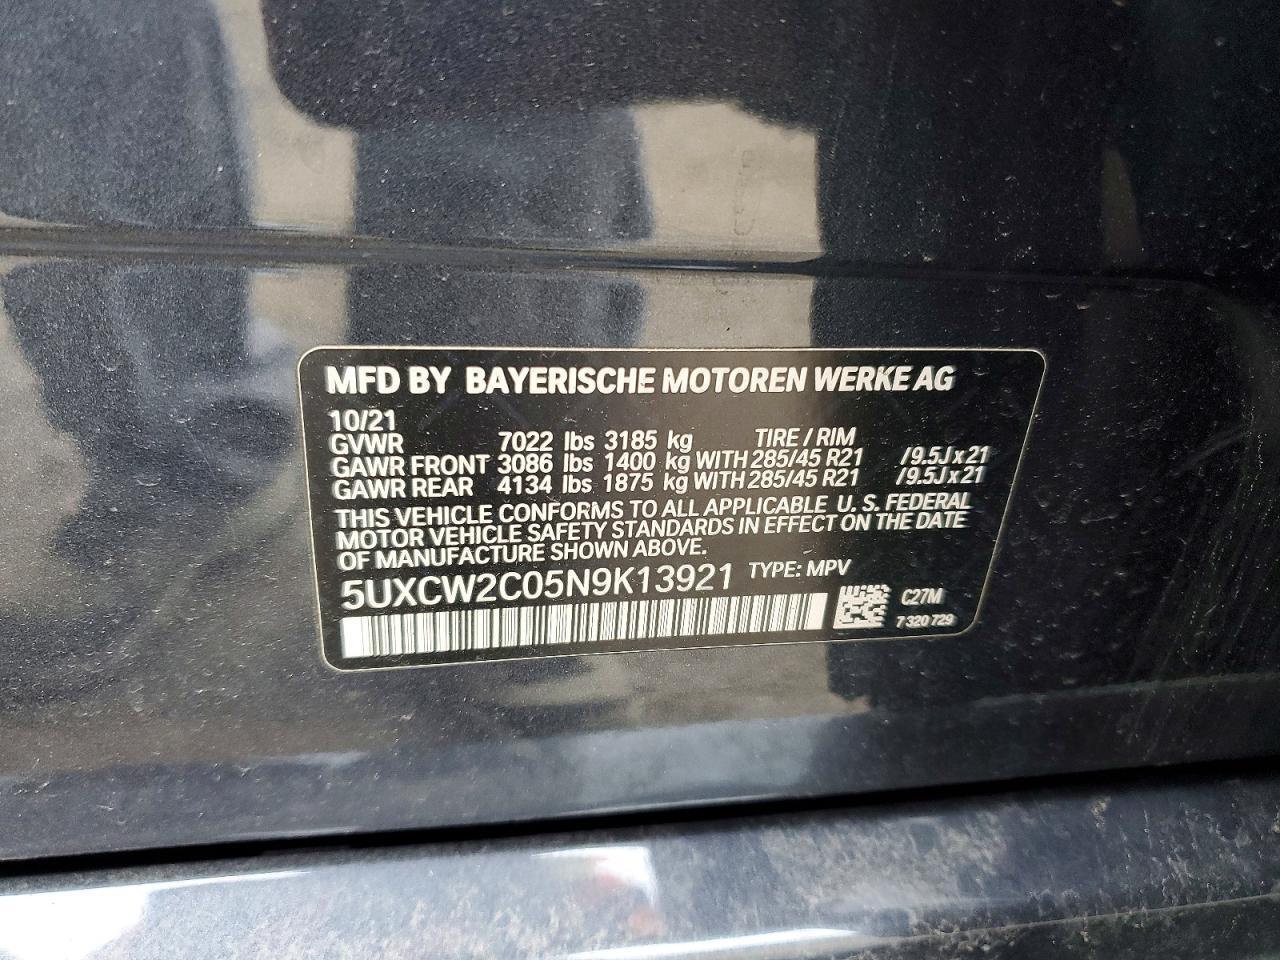 MFD BY BAYERISCHE MOTOREN WERKE AG
10/21
GVWR 7022 lbs 3185 kg TIRE / RIM
GAWR FRONT 3086 lbs 1400 kg WITH 285/45 R21 /9.5J x 21
GAWR REAR 4134 lbs 1875 kg WITH 285/45 R21 /9.5J x 21
THIS VEHICLE CONFORMS TO ALL APPLICABLE U.S. FEDERAL
MOTOR VEHICLE SAFETY STANDARDS IN EFFECT ON THE DATE
OF MANUFACTURE SHOWN ABOVE.
5UXCW2C05N9K13921 TYPE: MPV
C27M
7 320 729